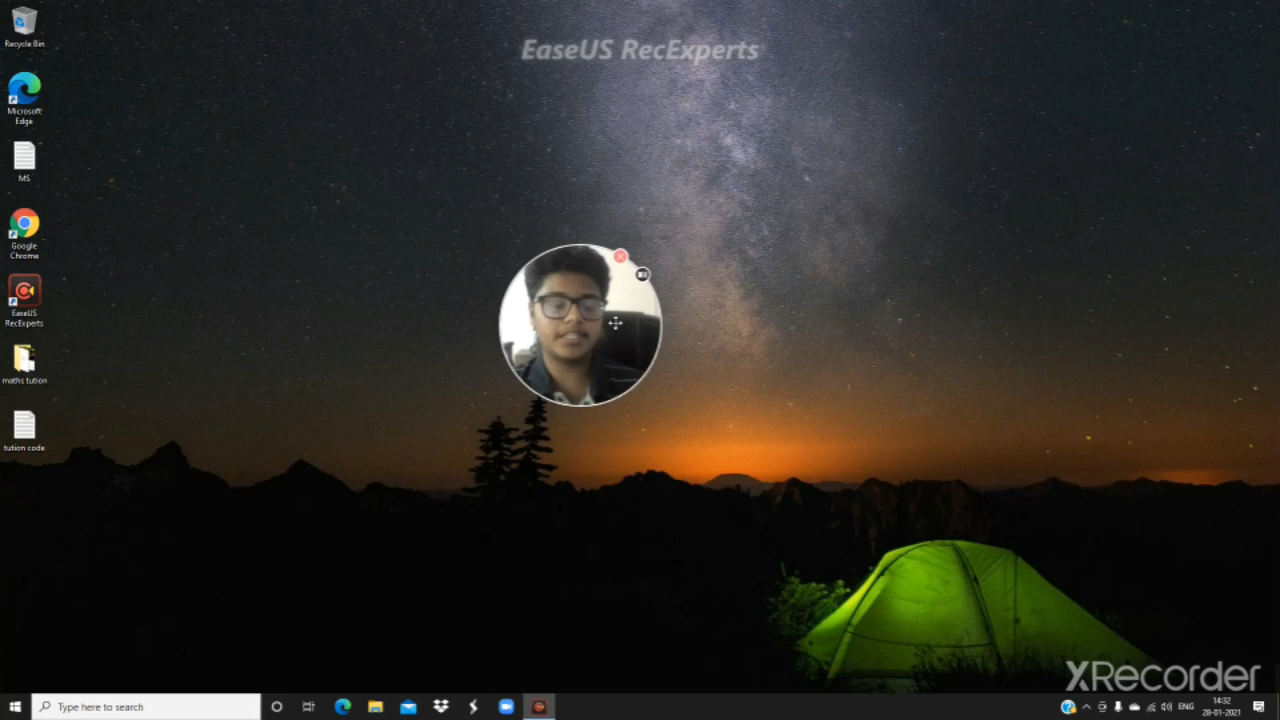 EaseUS RecExperts
Recycle Bin
Microsoft
Edge
MS
Google
Chrome
EaseUS
RecExperts
maths tution
tution code
XRecorder
Type here to search
ENG
14:32
28-01-2021